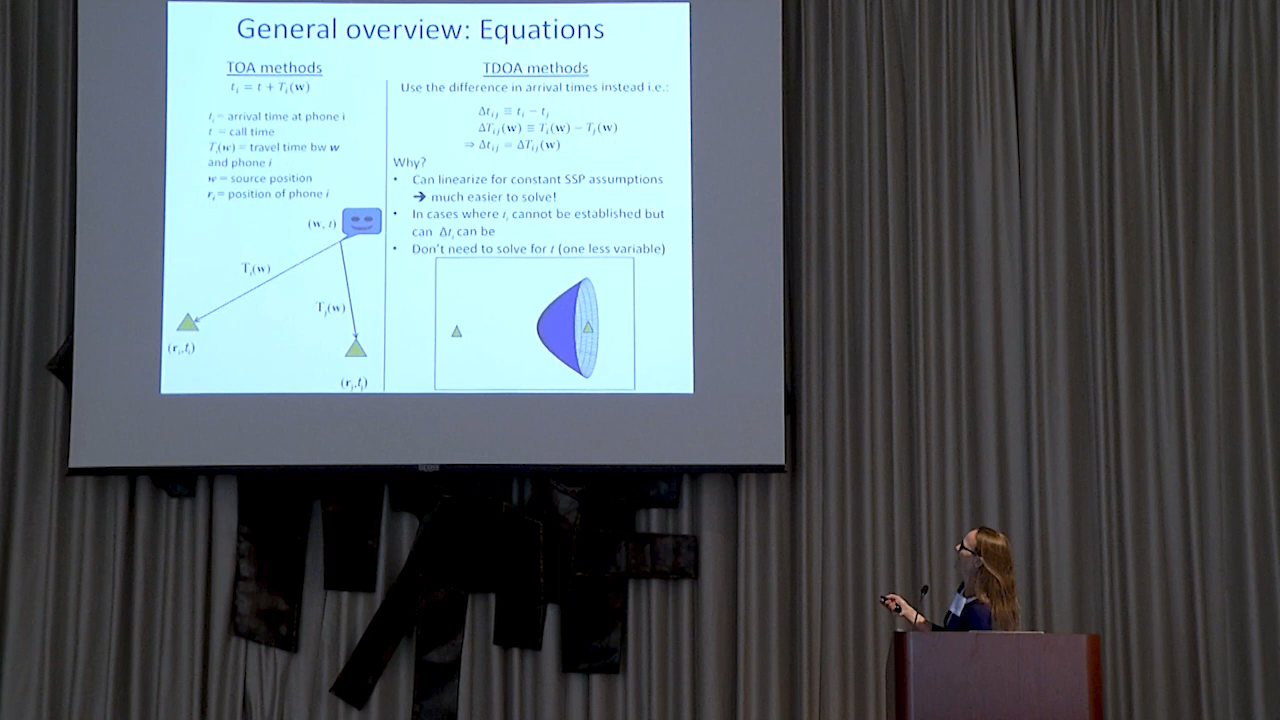 General overview: Equations
TOA methods
tᵢ = t + Tᵢ(w)
tᵢ = arrival time at phone i
t = call time
Tᵢ(w) = travel time bw w
and phone i
w = source position
rᵢ = position of phone i
(w, t)
Tᵢ(w)
Tⱼ(w)
(rᵢ,tᵢ)
(rⱼ,tⱼ)
TDOA methods
Use the difference in arrival times instead i.e.:
Δtᵢⱼ ≡ tᵢ − tⱼ
ΔTᵢⱼ(w) ≡ Tᵢ(w) − Tⱼ(w)
⇒ Δtᵢⱼ = ΔTᵢⱼ(w)
Why?
• Can linearize for constant SSP assumptions
➔ much easier to solve!
• In cases where tᵢ cannot be established but
can Δtᵢ can be
• Don't need to solve for t (one less variable)